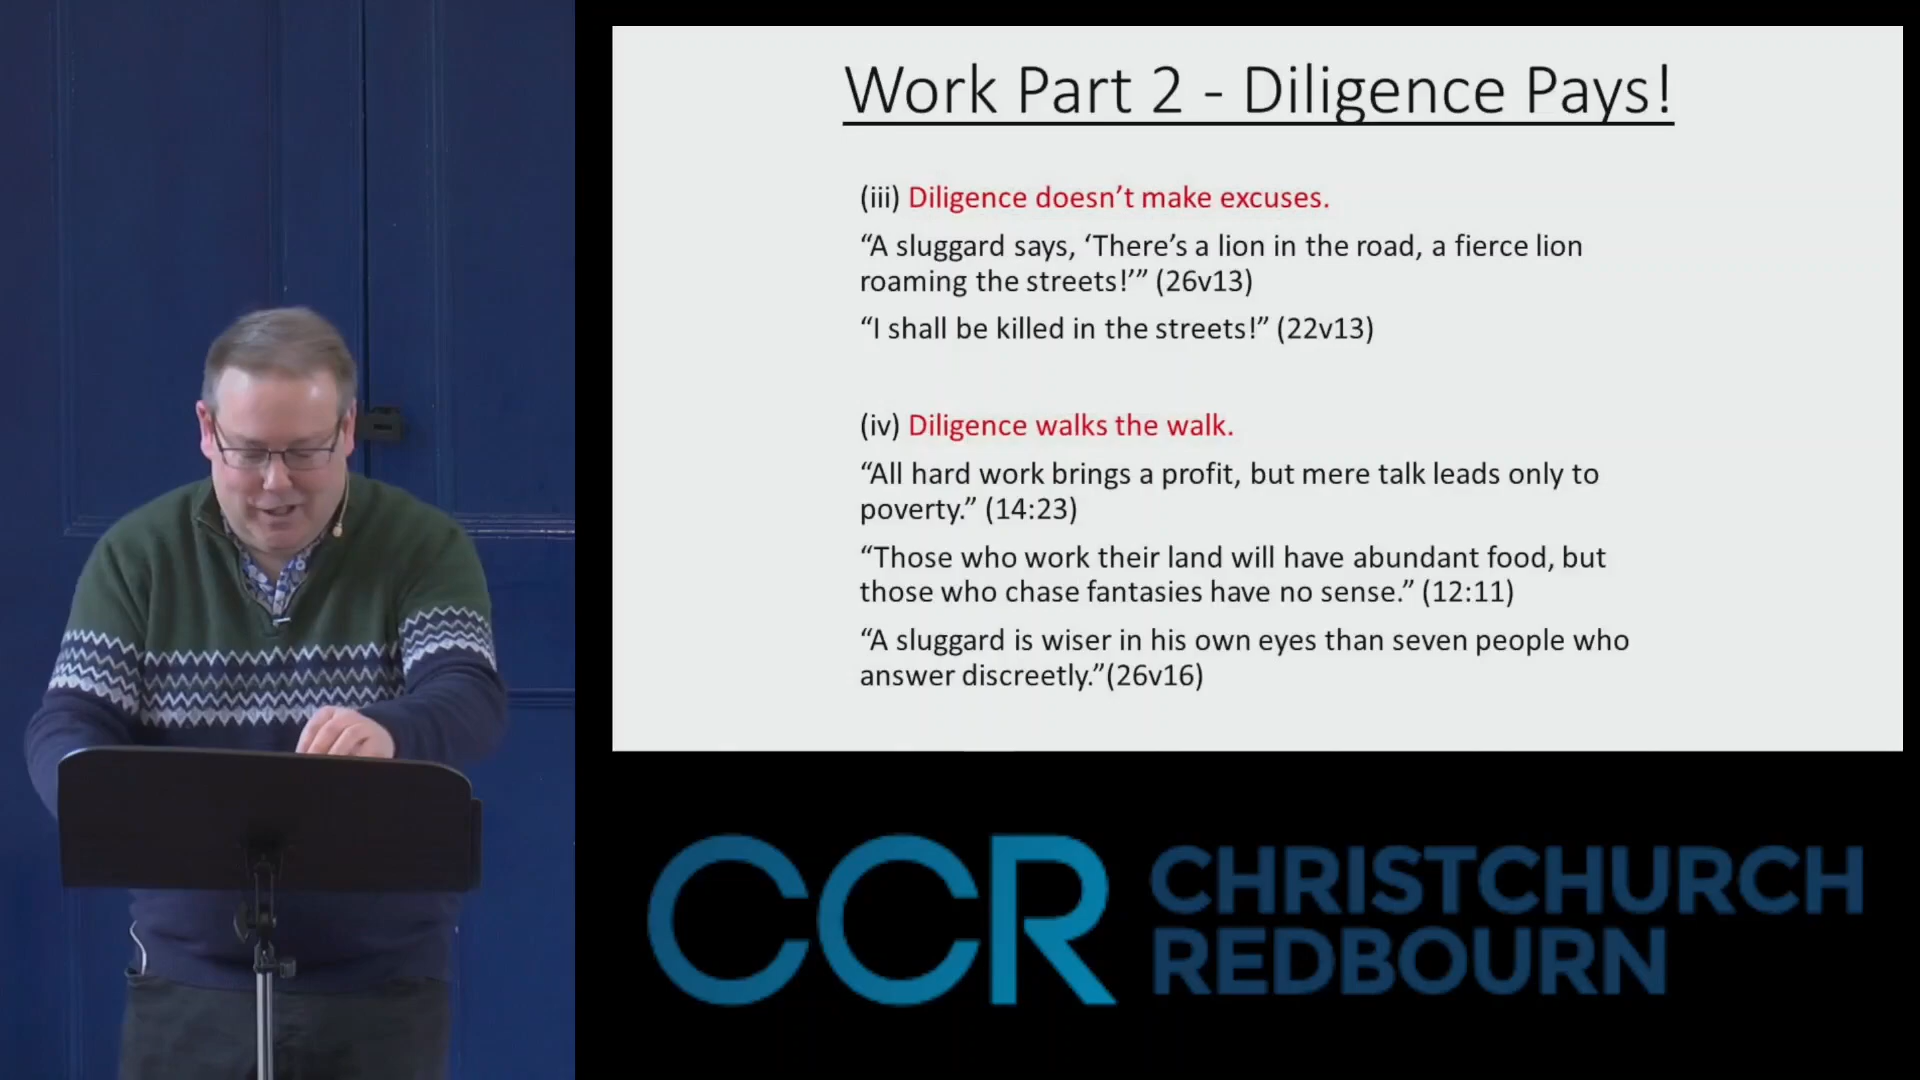 Work Part 2 - Diligence Pays!
(iii) Diligence doesn’t make excuses.
“A sluggard says, ‘There’s a lion in the road, a fierce lion
roaming the streets!’” (26v13)
“I shall be killed in the streets!” (22v13)
(iv) Diligence walks the walk.
“All hard work brings a profit, but mere talk leads only to
poverty.” (14:23)
“Those who work their land will have abundant food, but
those who chase fantasies have no sense.” (12:11)
“A sluggard is wiser in his own eyes than seven people who
answer discreetly.”(26v16)
CCR CHRISTCHURCH
REDBOURN